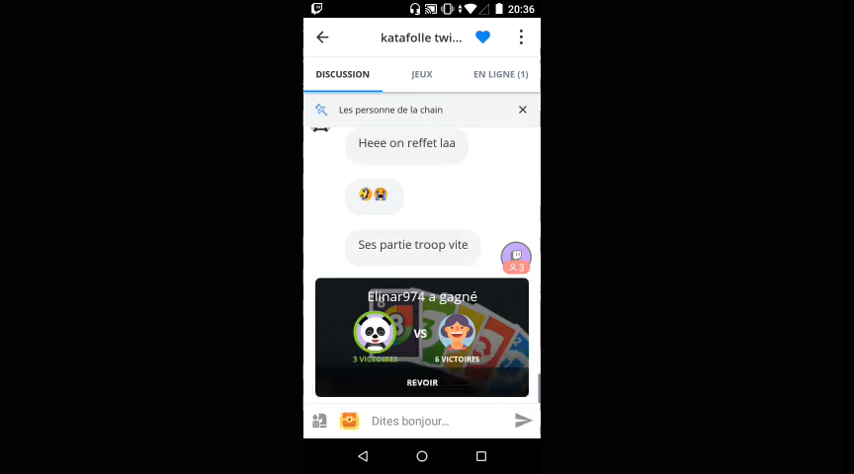 20:36
katafolle twi...
DISCUSSION JEUX EN LIGNE (1)
Les personne de la chain
Heee on reffet laa
🤣😭
Ses partie troop vite
3
Elinar974 a gagné
VS
3 VICTOIRES 6 VICTOIRES
REVOIR
Dites bonjour...